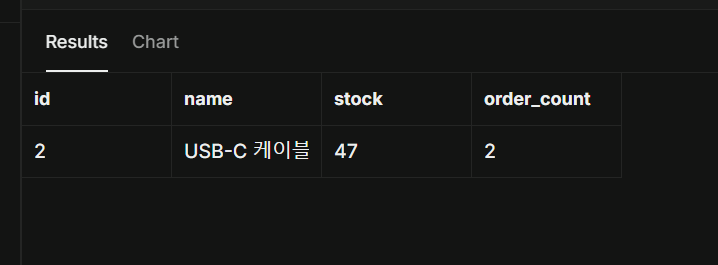 Results Chart
id name stock order_count
2 USB-C 케이블 47 2